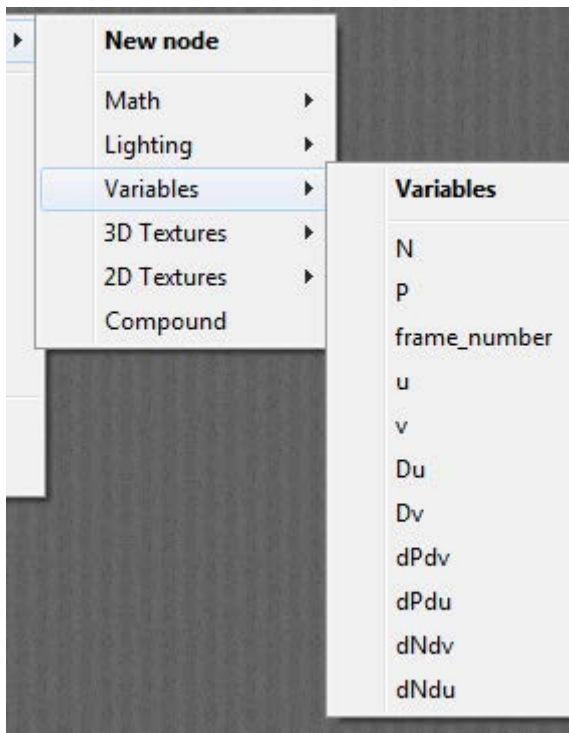 New node
Math
Lighting
Variables
3D Textures
2D Textures
Compound
Variables
N
P
frame_number
u
v
Du
Dv
dPdv
dPdu
dNdv
dNdu